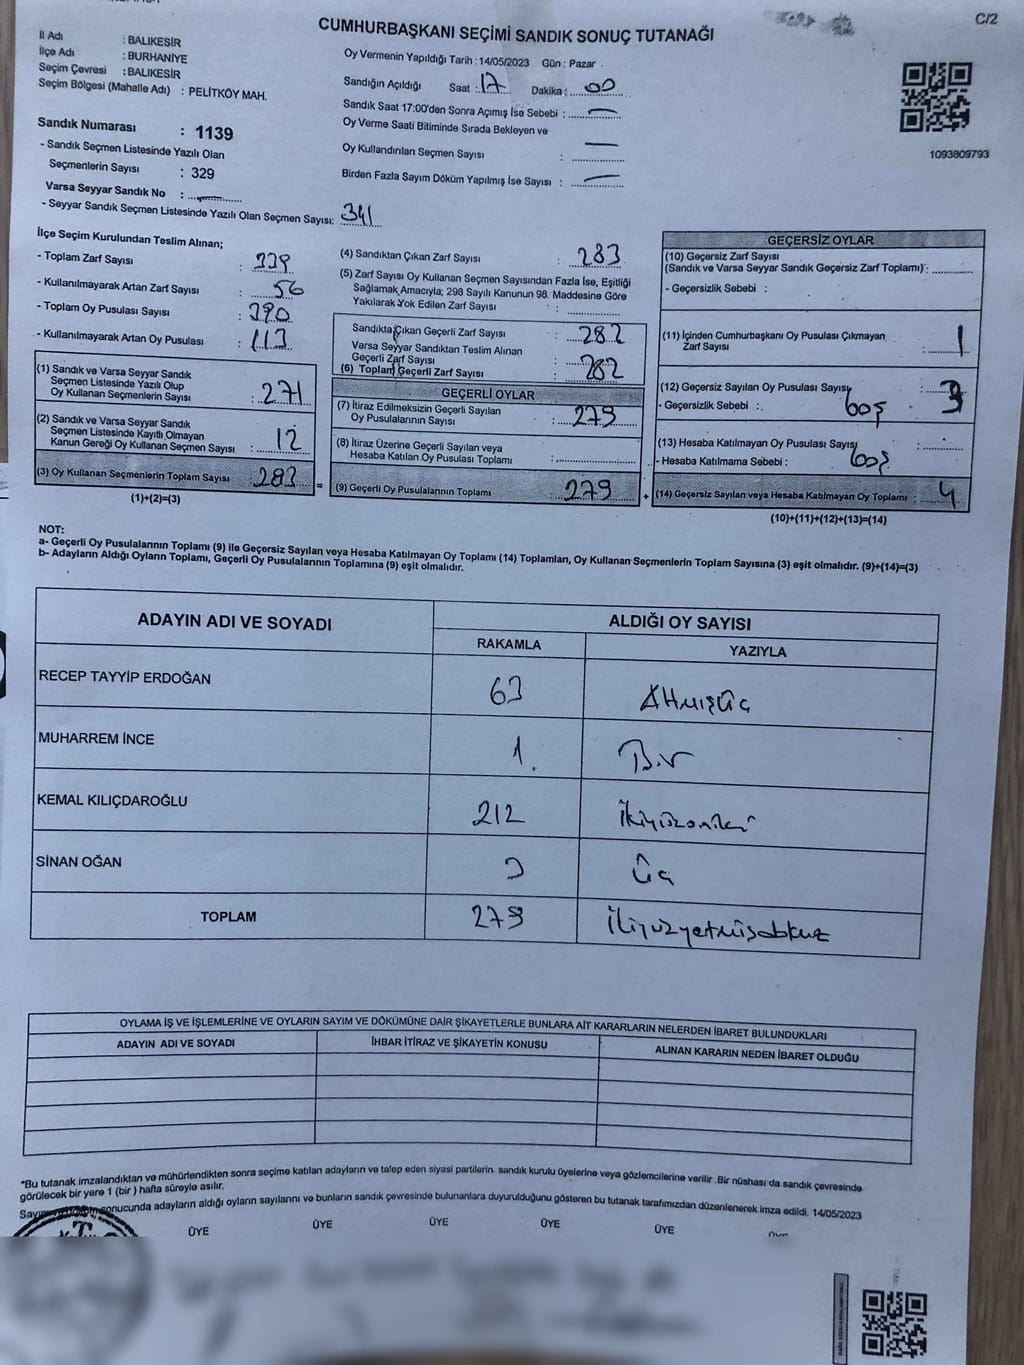 C/2
CUMHURBAŞKANI SEÇİMİ SANDIK SONUÇ TUTANAĞI
İl Adı : BALIKESİR
İlçe Adı : BURHANİYE
Seçim Çevresi : BALIKESİR
Seçim Bölgesi (Mahalle Adı) : PELİTKÖY MAH.
Sandık Numarası : 1139
- Sandık Seçmen Listesinde Yazılı Olan
Seçmenlerin Sayısı : 329
Varsa Seyyar Sandık No :
- Seyyar Sandık Seçmen Listesinde Yazılı Olan Seçmen Sayısı: 341
Oy Vermenin Yapıldığı Tarih : 14/05/2023 Gün : Pazar
Sandığın Açıldığı Saat : 17 Dakika : 00
Sandık Saat 17:00'den Sonra Açımış İse Sebebi : —
Oy Verme Saati Bitiminde Sırada Bekleyen ve
Oy Kullandırılan Seçmen Sayısı : —
Birden Fazla Sayım Döküm Yapılmış İse Sayısı : —
1093809793
İlçe Seçim Kurulundan Teslim Alınan;
- Toplam Zarf Sayısı : 339
- Kullanılmayarak Artan Zarf Sayısı : 56
- Toplam Oy Pusulası Sayısı : 390
- Kullanılmayarak Artan Oy Pusulası : 113
(1) Sandık ve Varsa Seyyar Sandık
Seçmen Listesinde Yazılı Olup
Oy Kullanan Seçmenlerin Sayısı : 271
(2) Sandık ve Varsa Seyyar Sandık
Seçmen Listesinde Kayıtlı Olmayan
Kanun Gereği Oy Kullanan Seçmen Sayısı : 12
(3) Oy Kullanan Seçmenlerin Toplam Sayısı : 283
(1)+(2)=(3)
(4) Sandıktan Çıkan Zarf Sayısı : 283
(5) Zarf Sayısı Oy Kullanan Seçmen Sayısından Fazla İse, Eşitliği
Sağlamak Amacıyla; 298 Sayılı Kanunun 98. Maddesine Göre
Yakılarak Yok Edilen Zarf Sayısı :
Sandıkta Çıkan Geçerli Zarf Sayısı : 282
Varsa Seyyar Sandıktan Teslim Alınan
Geçerli Zarf Sayısı :
(6) Toplam Geçerli Zarf Sayısı : 282
GEÇERLİ OYLAR
(7) İtiraz Edilmeksizin Geçerli Sayılan
Oy Pusulalarının Sayısı : 279
(8) İtiraz Üzerine Geçerli Sayılan veya
Hesaba Katılan Oy Pusulası Toplamı :
= (9) Geçerli Oy Pusulalarının Toplamı : 279
GEÇERSİZ OYLAR
(10) Geçersiz Zarf Sayısı
(Sandık ve Varsa Seyyar Sandık Geçersiz Zarf Toplamı) :
- Geçersizlik Sebebi :
(11) İçinden Cumhurbaşkanı Oy Pusulası Çıkmayan
Zarf Sayısı : 1
(12) Geçersiz Sayılan Oy Pusulası Sayısı : 3
- Geçersizlik Sebebi : boş
(13) Hesaba Katılmayan Oy Pusulası Sayısı :
- Hesaba Katılmama Sebebi : boş
+ (14) Geçersiz Sayılan veya Hesaba Katılmayan Oy Toplamı : 4
(10)+(11)+(12)+(13)=(14)
NOT:
a- Geçerli Oy Pusulalarının Toplamı (9) ile Geçersiz Sayılan veya Hesaba Katılmayan Oy Toplamı (14) Toplamları, Oy Kullanan Seçmenlerin Toplam Sayısına (3) eşit olmalıdır. (9)+(14)=(3)
b- Adayların Aldığı Oyların Toplamı, Geçerli Oy Pusulalarının Toplamına (9) eşit olmalıdır.
ADAYIN ADI VE SOYADI ALDIĞI OY SAYISI
RAKAMLA YAZIYLA
RECEP TAYYİP ERDOĞAN 63 Altmışüç
MUHARREM İNCE 1. Bir
KEMAL KILIÇDAROĞLU 212 ikiyüzoniki
SİNAN OĞAN 3 üç
TOPLAM 279 ikiyüzyetmişdokuz
OYLAMA İŞ VE İŞLEMLERİNE VE OYLARIN SAYIM VE DÖKÜMÜNE DAİR ŞİKAYETLERLE BUNLARA AİT KARARLARIN NELERDEN İBARET BULUNDUKLARI
ADAYIN ADI VE SOYADI İHBAR İTİRAZ VE ŞİKAYETİN KONUSU ALINAN KARARIN NEDEN İBARET OLDUĞU
*Bu tutanak imzalandıktan ve mühürlendikten sonra seçime katılan adayların ve talep eden siyasi partilerin sandık kurulu üyelerine veya gözlemcilerine verilir. Bir nüshası da sandık çevresinde
görülecek bir yere 1 (bir) hafta süreyle asılır.
sonucunda adayların aldığı oyların sayılarını ve bunların sandık çevresinde bulunanlara duyurulduğunu gösteren bu tutanak tarafımızdan düzenlenerek imza edildi. 14/05/2023
ÜYE ÜYE ÜYE ÜYE ÜYE